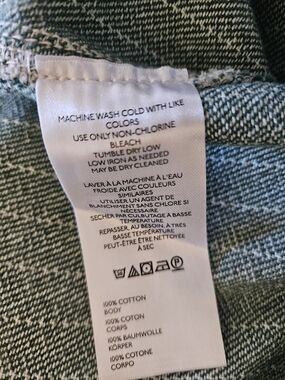 MACHINE WASH COLD WITH LIKE
COLORS
USE ONLY NON-CHLORINE
BLEACH
TUMBLE DRY LOW
LOW IRON AS NEEDED
MAY BE DRY CLEANED
LAVER À LA MACHINE À L'EAU
FROIDE AVEC COULEURS
SIMILAIRES
UTILISER UN AGENT DE
BLANCHIMENT SANS CHLORE SI
NÉCESSAIRE
SECHER PAR CULBUTAGE A BASSE
TEMPÉRATURE
REPASSER, AU BESOIN, À TRÈS
BASSE TEMPÉRATURE
PEUT-ÊTRE ÊTRE NETTOYÉE
À SEC
100% COTTON
BODY
100% COTON
CORPS
100% BAUMWOLLE
KÖRPER
100% COTONE
CORPO